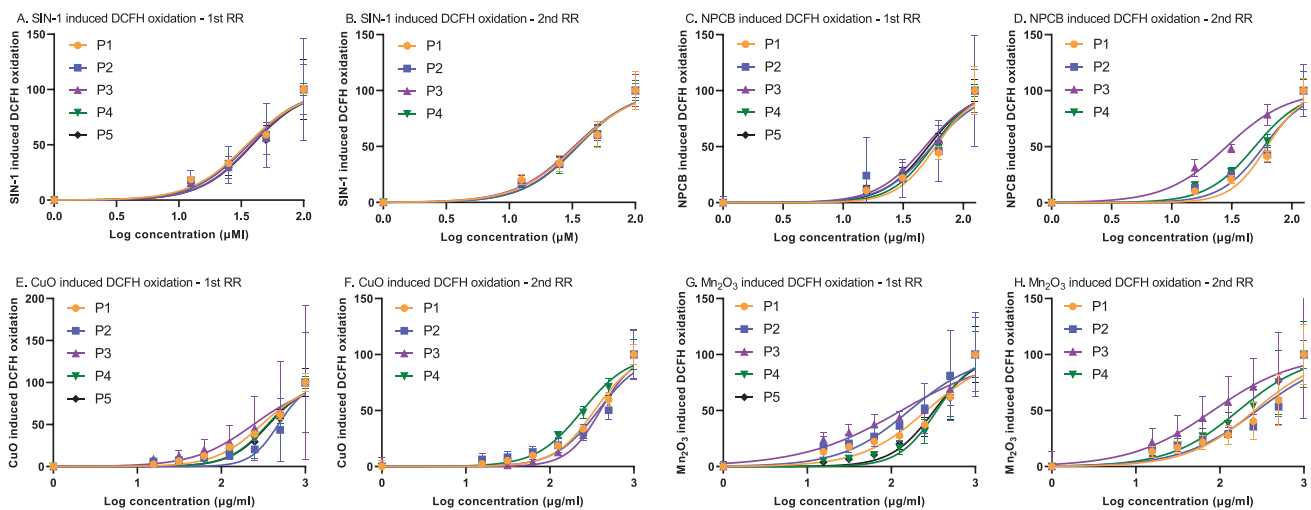 A. SIN-1 induced DCFH oxidation - 1st RR
SIN-1 induced DCFH oxidation
150
100
50
0
P1
P2
P3
P4
P5
0.0 0.5 1.0 1.5 2.0
Log concentration (µMl)
B. SIN-1 induced DCFH oxidation - 2nd RR
SIN-1 induced DCFH oxidation
150
100
50
0
P1
P2
P3
P4
0.0 0.5 1.0 1.5 2.0
Log concentration (µM)
C. NPCB induced DCFH oxidation - 1st RR
NPCB induced DCFH oxidation
150
100
50
0
P1
P2
P3
P4
P5
0.0 0.5 1.0 1.5 2.0
Log concentration (µg/ml)
D. NPCB induced DCFH oxidation - 2nd RR
NPCB induced DCFH oxidation
150
100
50
0
P1
P2
P3
P4
0.0 0.5 1.0 1.5 2.0
Log concentration (µg/ml)
E. CuO induced DCFH oxidation - 1st RR
CuO induced DCFH oxidation
200
150
100
50
0
P1
P2
P3
P4
P5
0 1 2 3
Log concentration (µg/ml)
F. CuO induced DCFH oxidation - 2nd RR
CuO induced DCFH oxidation
150
100
50
0
P1
P2
P3
P4
0 1 2 3
Log concentration (µg/ml)
G. Mn₂O₃ induced DCFH oxidation - 1st RR
Mn₂O₃ induced DCFH oxidation
150
100
50
0
P1
P2
P3
P4
P5
0 1 2 3
Log concentration (µg/ml)
H. Mn₂O₃ induced DCFH oxidation - 2nd RR
Mn₂O₃ induced DCFH oxidation
150
100
50
0
P1
P2
P3
P4
0 1 2 3
Log concentration (µg/ml)